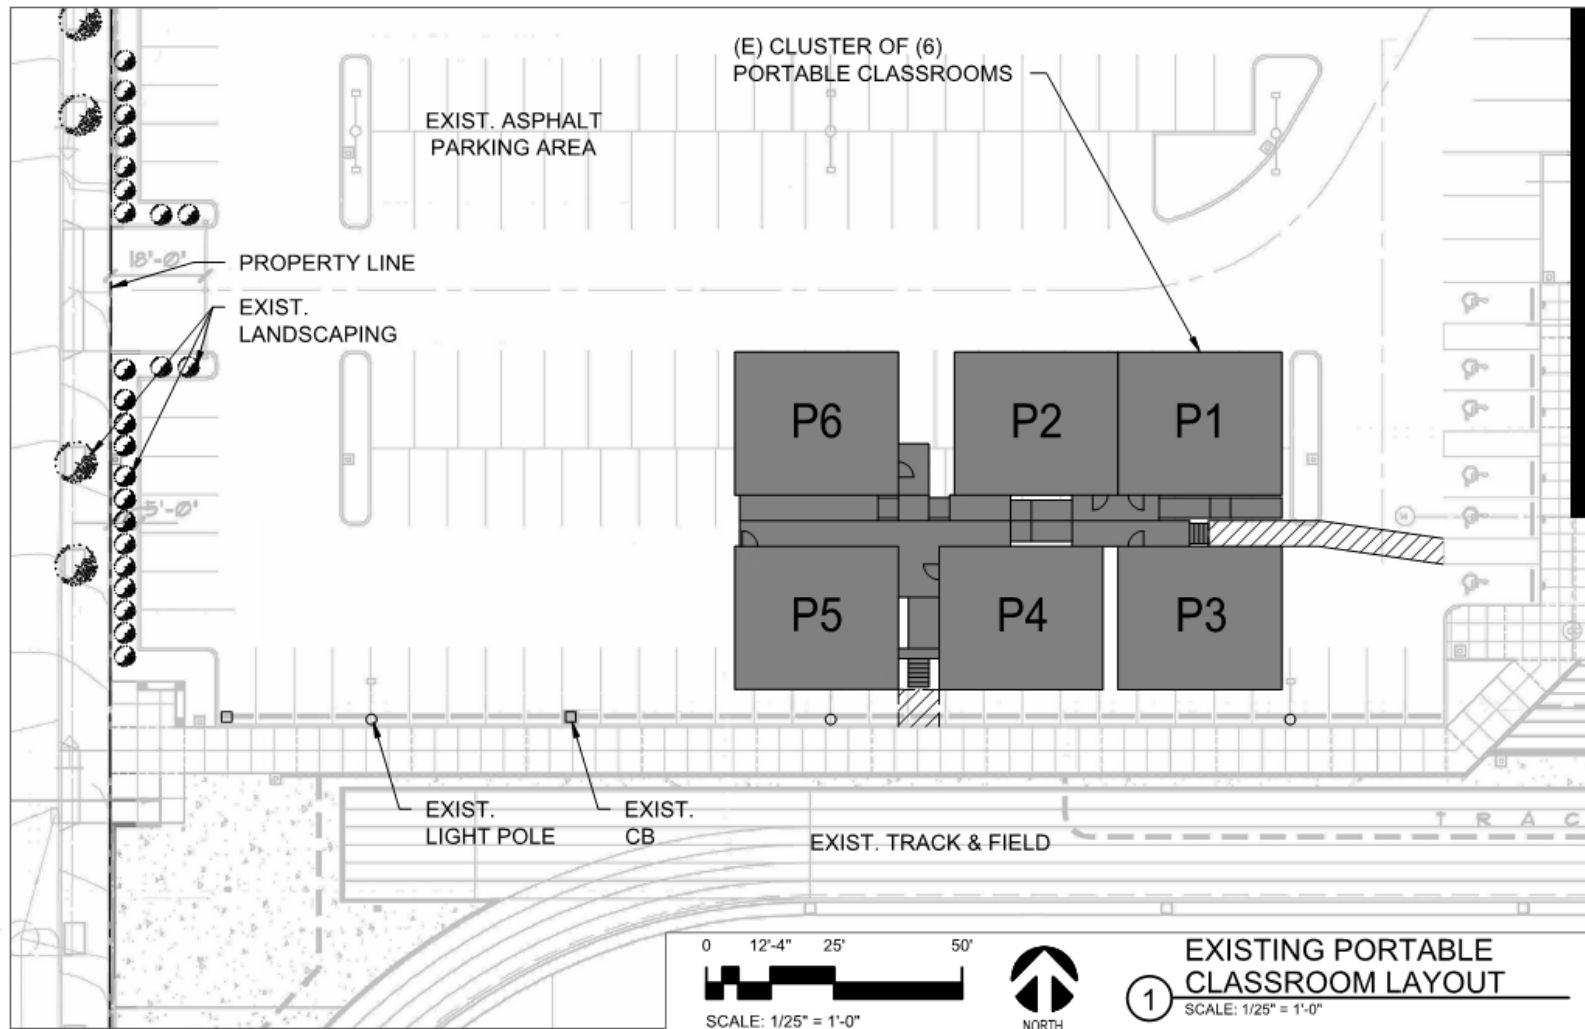 (E) CLUSTER OF (6)
PORTABLE CLASSROOMS
EXIST. ASPHALT
PARKING AREA
18'-0"
PROPERTY LINE
EXIST.
LANDSCAPING
P6
P2
P1
5'-0"
P5
P4
P3
EXIST.
LIGHT POLE
EXIST.
CB
EXIST. TRACK & FIELD
T R A C
0 12'-4" 25' 50'
SCALE: 1/25" = 1'-0"
NORTH
1
EXISTING PORTABLE
CLASSROOM LAYOUT
SCALE: 1/25" = 1'-0"